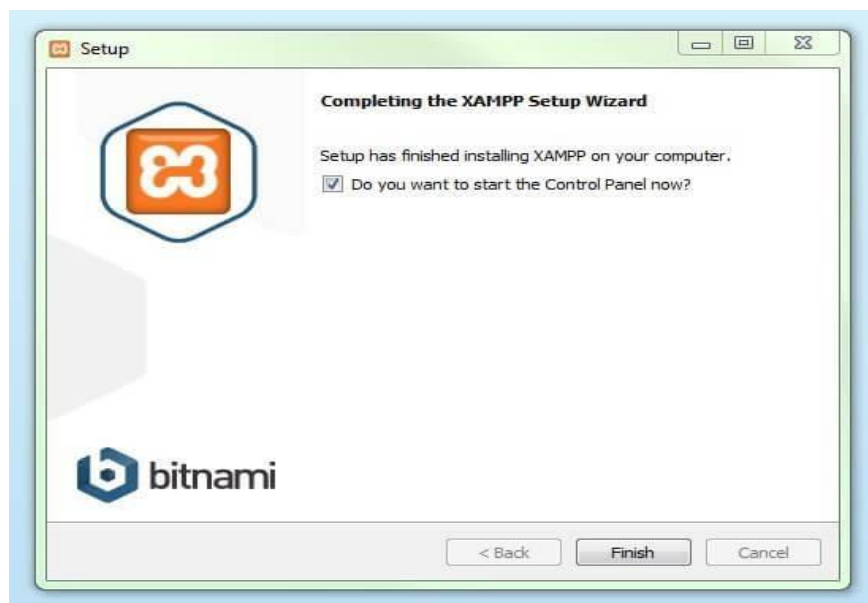 Setup
Completing the XAMPP Setup Wizard
Setup has finished installing XAMPP on your computer.
Do you want to start the Control Panel now?
bitnami
< Back
Finish
Cancel